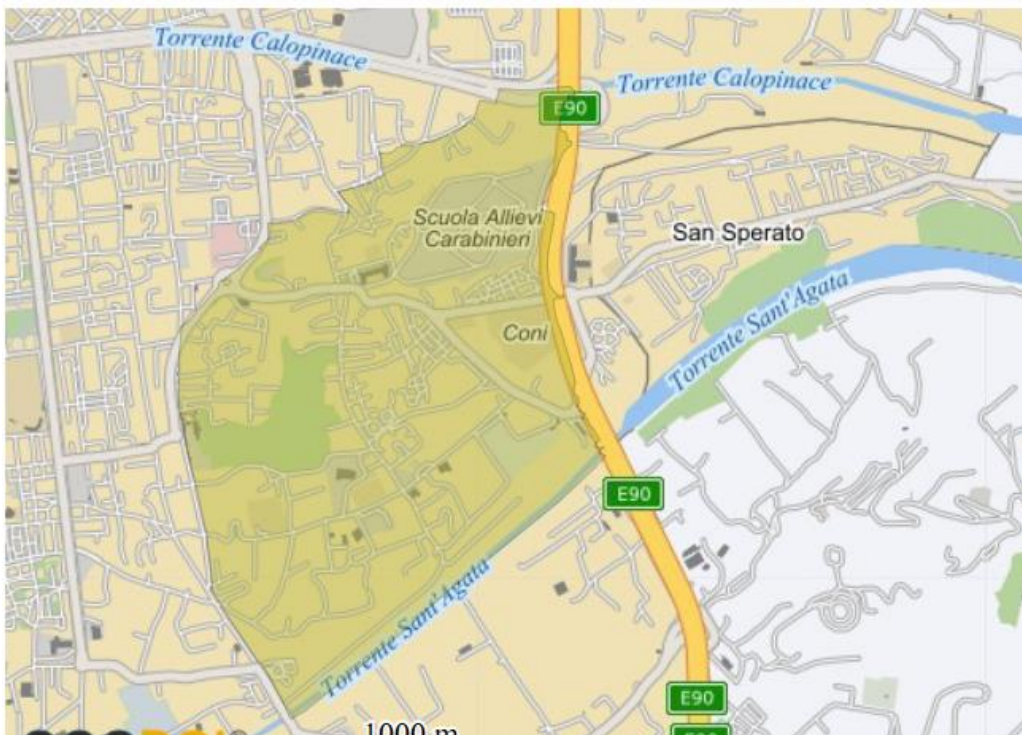 Torrente Calopinace
Torrente Calopinace
E90
Scuola Allievi
Carabinieri
San Sperato
Coni
Torrente Sant'Agata
E90
Torrente Sant'Agata
E90
1000 m